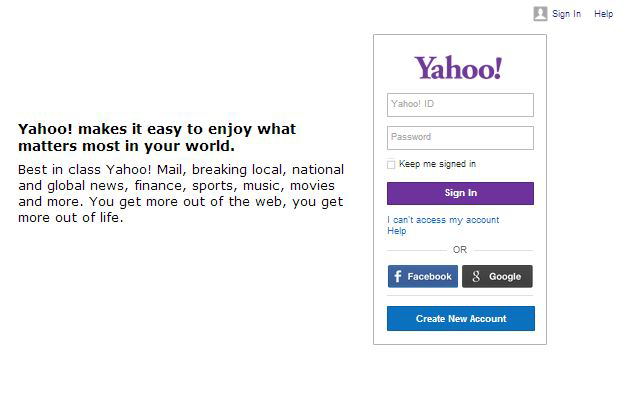 Sign In Help
Yahoo!
Yahoo! ID
Yahoo! makes it easy to enjoy what
matters most in your world.
Password
Best in class Yahoo! Mail, breaking local, national
and global news, finance, sports, music, movies
and more. You get more out of the web, you get
more out of life.
Keep me signed in
Sign In
I can't access my account
Help
OR
f Facebook
8 Google
Create New Account